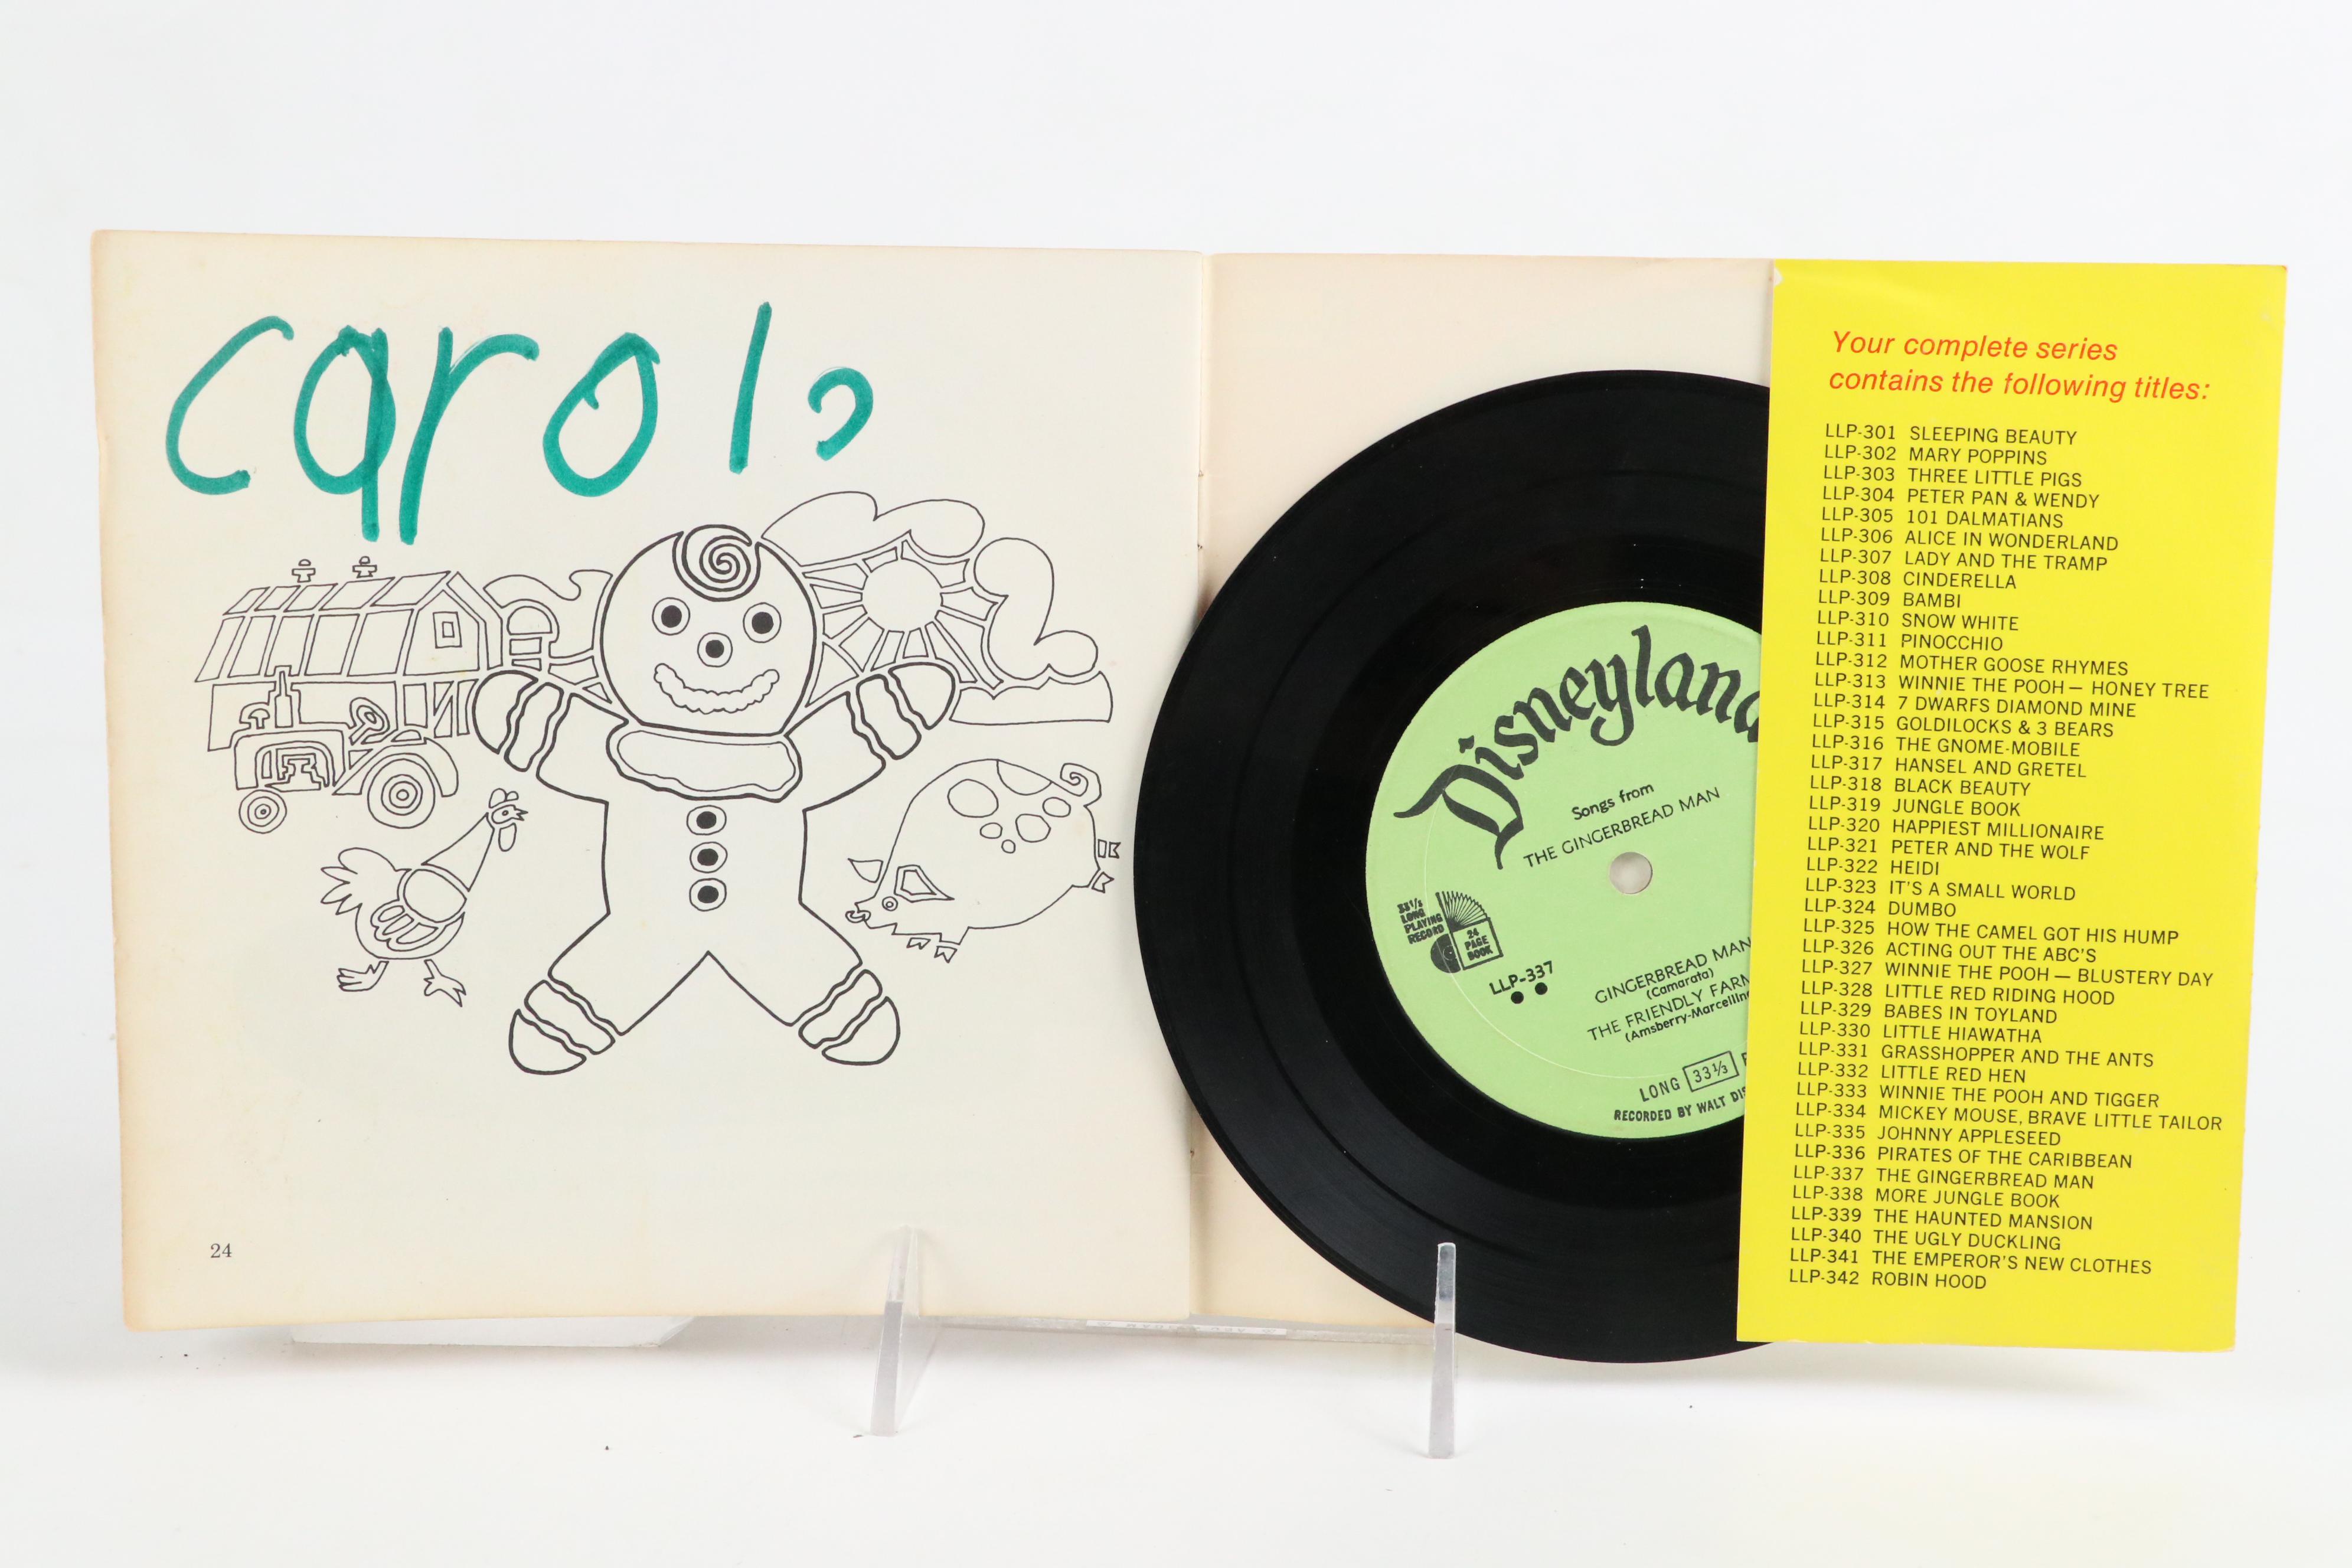 carol
24
Disneyland
Songs from
THE GINGERBREAD MAN
33⅓
LONG
PLAYING
RECORD
24
PAGE
BOOK
LLP-337
GINGERBREAD MAN
(Camarata)
THE FRIENDLY FARM
(Amsberry-Marcellin
LONG 33⅓
RECORDED BY WALT DIS
Your complete series
contains the following titles:
LLP-301 SLEEPING BEAUTY
LLP-302 MARY POPPINS
LLP-303 THREE LITTLE PIGS
LLP-304 PETER PAN & WENDY
LLP-305 101 DALMATIANS
LLP-306 ALICE IN WONDERLAND
LLP-307 LADY AND THE TRAMP
LLP-308 CINDERELLA
LLP-309 BAMBI
LLP-310 SNOW WHITE
LLP-311 PINOCCHIO
LLP-312 MOTHER GOOSE RHYMES
LLP-313 WINNIE THE POOH — HONEY TREE
LLP-314 7 DWARFS DIAMOND MINE
LLP-315 GOLDILOCKS & 3 BEARS
LLP-316 THE GNOME-MOBILE
LLP-317 HANSEL AND GRETEL
LLP-318 BLACK BEAUTY
LLP-319 JUNGLE BOOK
LLP-320 HAPPIEST MILLIONAIRE
LLP-321 PETER AND THE WOLF
LLP-322 HEIDI
LLP-323 IT'S A SMALL WORLD
LLP-324 DUMBO
LLP-325 HOW THE CAMEL GOT HIS HUMP
LLP-326 ACTING OUT THE ABC'S
LLP-327 WINNIE THE POOH — BLUSTERY DAY
LLP-328 LITTLE RED RIDING HOOD
LLP-329 BABES IN TOYLAND
LLP-330 LITTLE HIAWATHA
LLP-331 GRASSHOPPER AND THE ANTS
LLP-332 LITTLE RED HEN
LLP-333 WINNIE THE POOH AND TIGGER
LLP-334 MICKEY MOUSE, BRAVE LITTLE TAILOR
LLP-335 JOHNNY APPLESEED
LLP-336 PIRATES OF THE CARIBBEAN
LLP-337 THE GINGERBREAD MAN
LLP-338 MORE JUNGLE BOOK
LLP-339 THE HAUNTED MANSION
LLP-340 THE UGLY DUCKLING
LLP-341 THE EMPEROR'S NEW CLOTHES
LLP-342 ROBIN HOOD